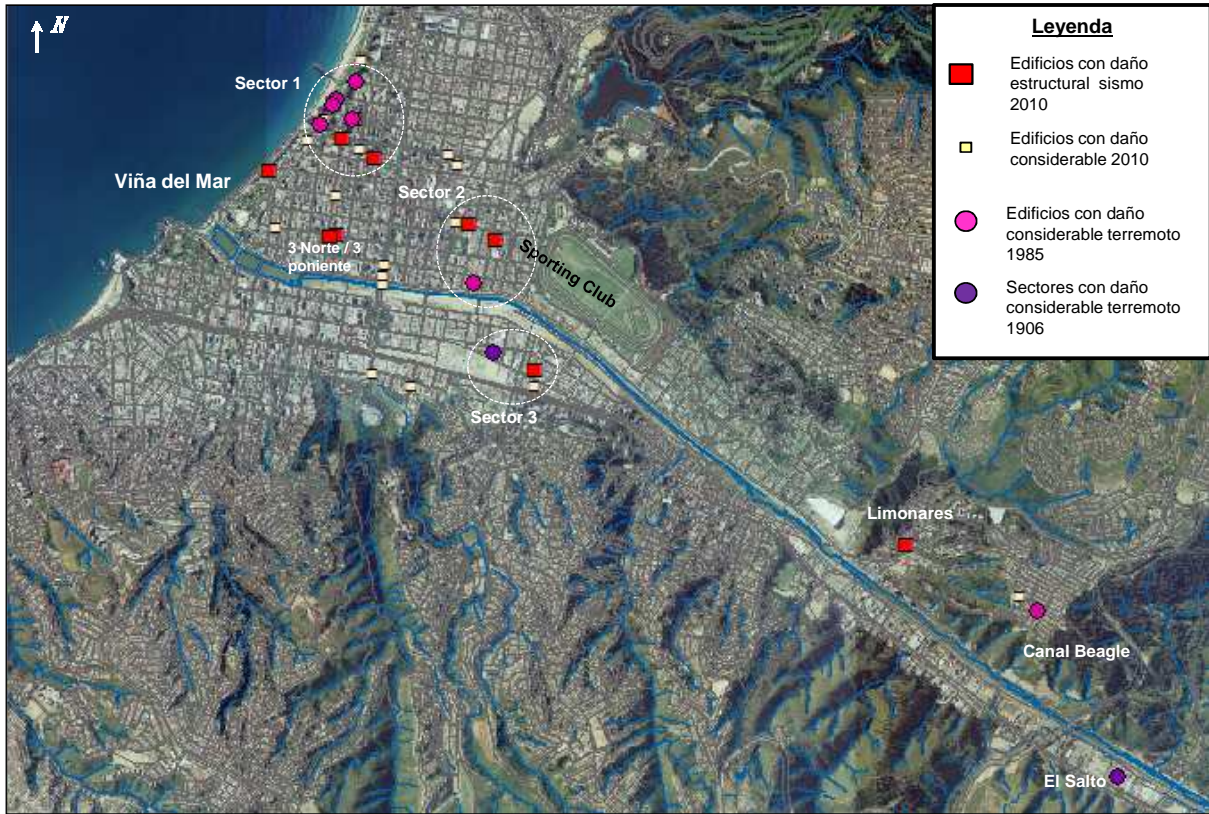 N
Sector 1
Viña del Mar
Sector 2
3 Norte / 3
poniente
Sporting Club
Sector 3
Limonares
Canal Beagle
El Salto
Leyenda
Edificios con daño
estructural sismo
2010
Edificios con daño
considerable 2010
Edificios con daño
considerable terremoto
1985
Sectores con daño
considerable terremoto
1906